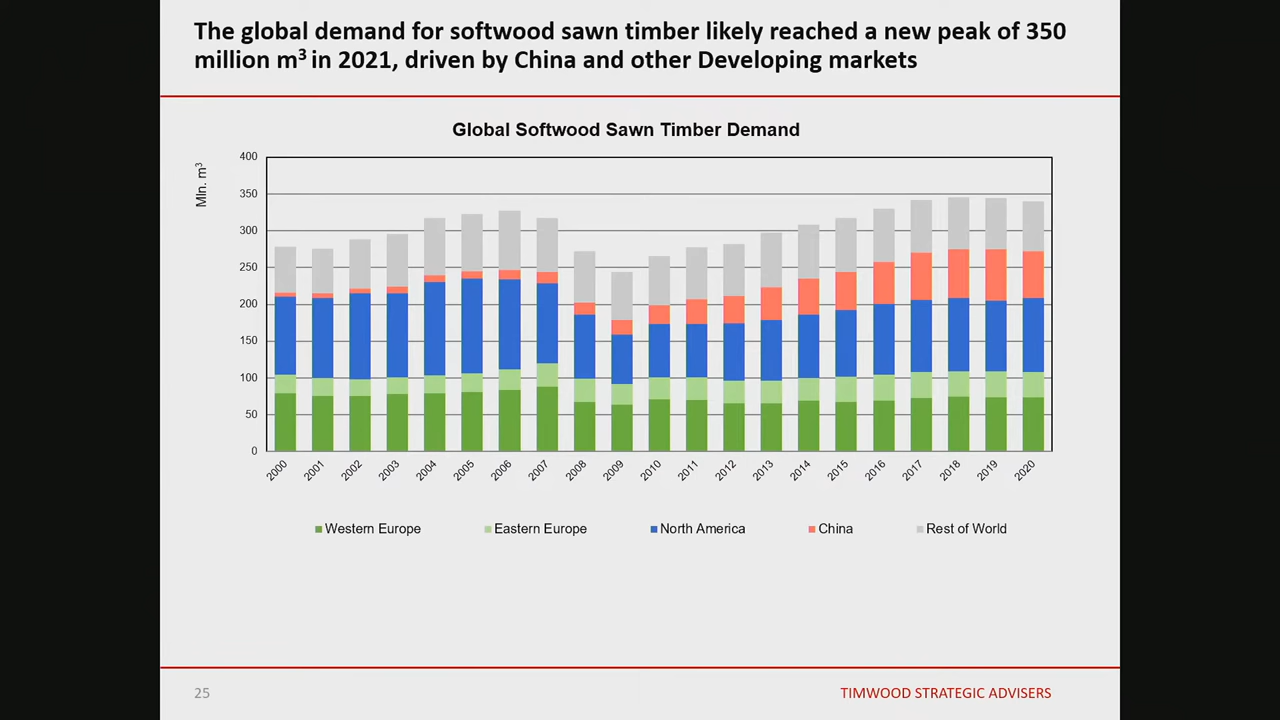 The global demand for softwood sawn timber likely reached a new peak of 350
million m³ in 2021, driven by China and other Developing markets
Global Softwood Sawn Timber Demand
Mln. m³
400
350
300
250
200
150
100
50
0
2000 2001 2002 2003 2004 2005 2006 2007 2008 2009 2010 2011 2012 2013 2014 2015 2016 2017 2018 2019 2020
Western Europe Eastern Europe North America China Rest of World
25 TIMWOOD STRATEGIC ADVISERS